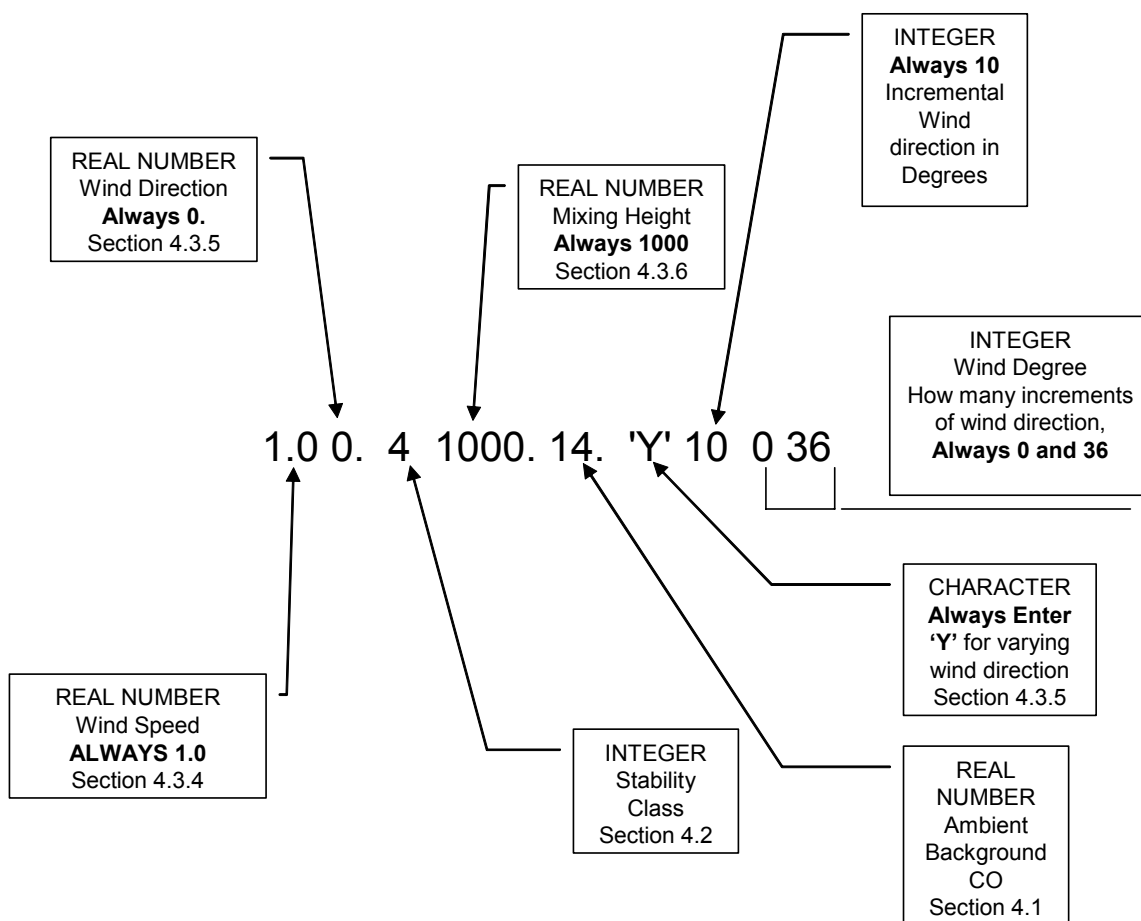 INTEGER
Always 10
Incremental
Wind
direction in
Degrees
REAL NUMBER
Wind Direction
Always 0.
Section 4.3.5
REAL NUMBER
Mixing Height
Always 1000
Section 4.3.6
INTEGER
Wind Degree
How many increments
of wind direction,
Always 0 and 36
1.0 0. 4 1000. 14. 'Y' 10 0 36
CHARACTER
Always Enter
‘Y’ for varying
wind direction
Section 4.3.5
REAL NUMBER
Wind Speed
ALWAYS 1.0
Section 4.3.4
INTEGER
Stability
Class
Section 4.2
REAL
NUMBER
Ambient
Background
CO
Section 4.1